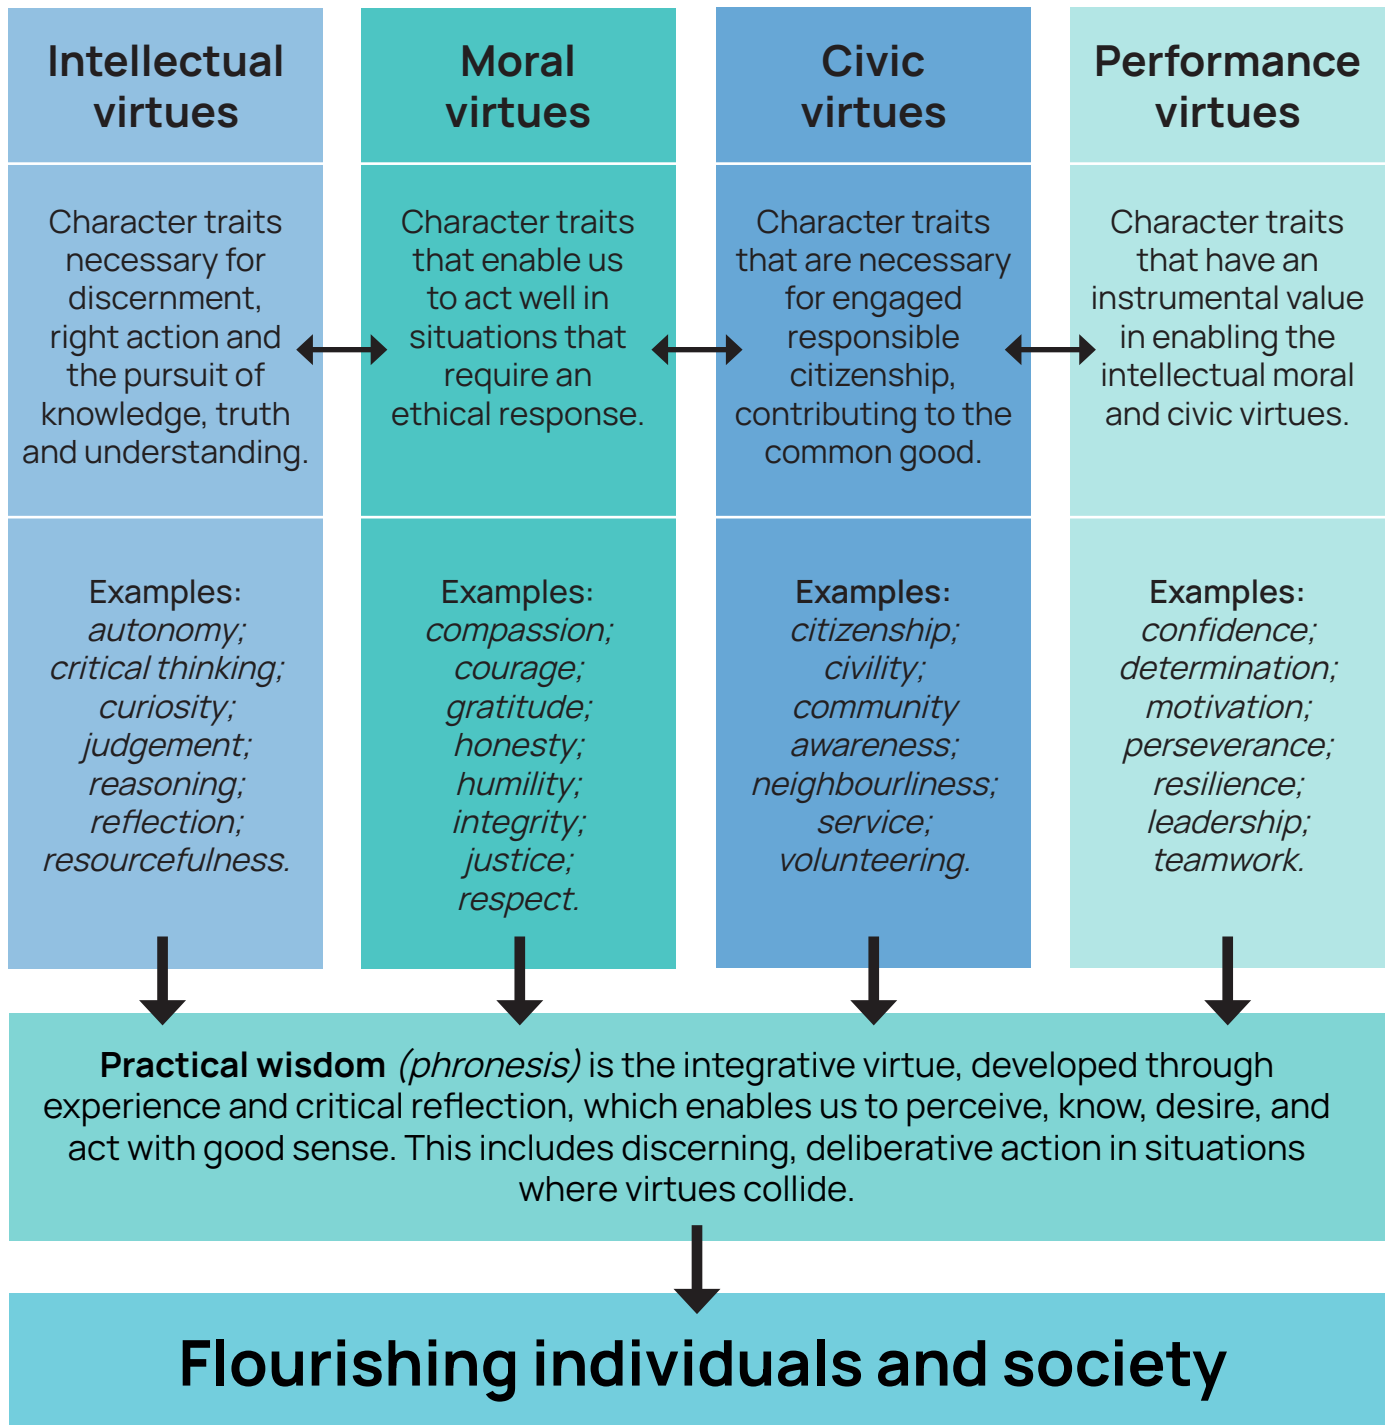 Intellectual
virtues
Character traits
necessary for
discernment,
right action and
the pursuit of
knowledge, truth
and understanding.
Examples:
autonomy;
critical thinking;
curiosity;
judgement;
reasoning;
reflection;
resourcefulness.
Moral
virtues
Character traits
that enable us
to act well in
situations that
require an
ethical response.
Examples:
compassion;
courage;
gratitude;
honesty;
humility;
integrity;
justice;
respect.
Civic
virtues
Character traits
that are necessary
for engaged
responsible
citizenship,
contributing to the
common good.
Examples:
citizenship;
civility;
community
awareness;
neighbourliness;
service;
volunteering.
Performance
virtues
Character traits
that have an
instrumental value
in enabling the
intellectual moral
and civic virtues.
Examples:
confidence;
determination;
motivation;
perseverance;
resilience;
leadership;
teamwork.
Practical wisdom (phronesis) is the integrative virtue, developed through
experience and critical reflection, which enables us to perceive, know, desire, and
act with good sense. This includes discerning, deliberative action in situations
where virtues collide.
Flourishing individuals and society